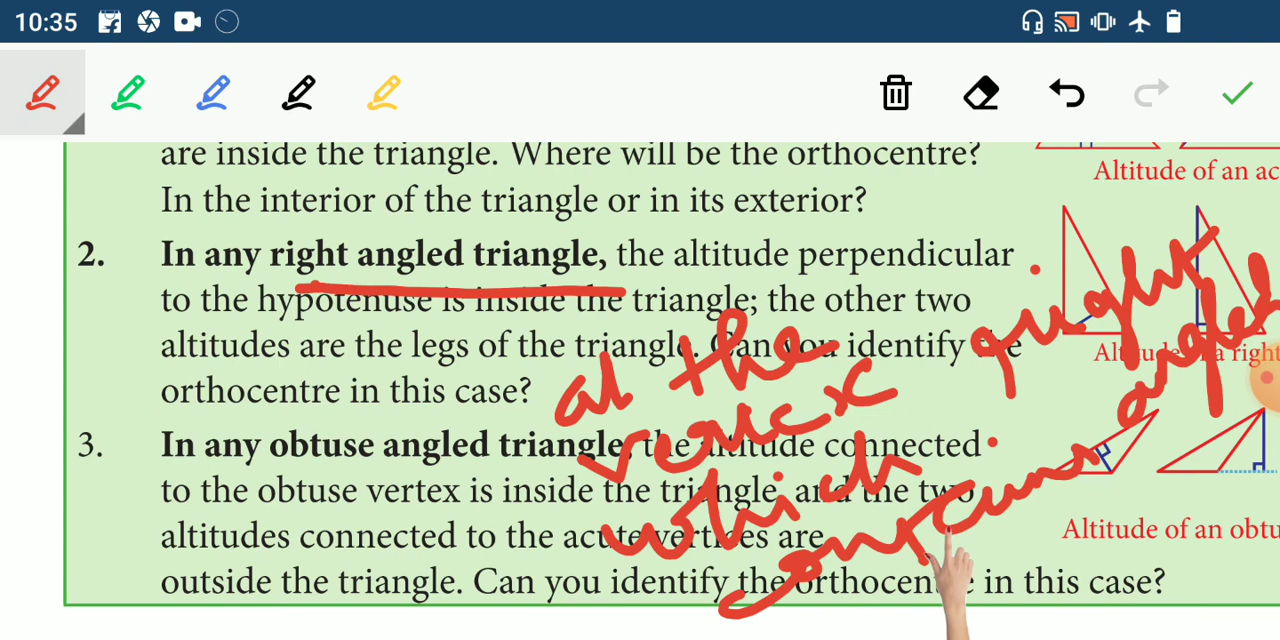 10:35
are inside the triangle. Where will be the orthocentre?
In the interior of the triangle or in its exterior?
Altitude of an ac
2. In any right angled triangle, the altitude perpendicular
to the hypotenuse is inside the triangle; the other two
altitudes are the legs of the triangle. Can you identify the
orthocentre in this case?
Altitude of a right
3. In any obtuse angled triangle, the altitude connected
to the obtuse vertex is inside the triangle, and the two
altitudes connected to the acute vertices are
outside the triangle. Can you identify the orthocentre in this case?
Altitude of an obtu
at the
vertex
which
right
angled